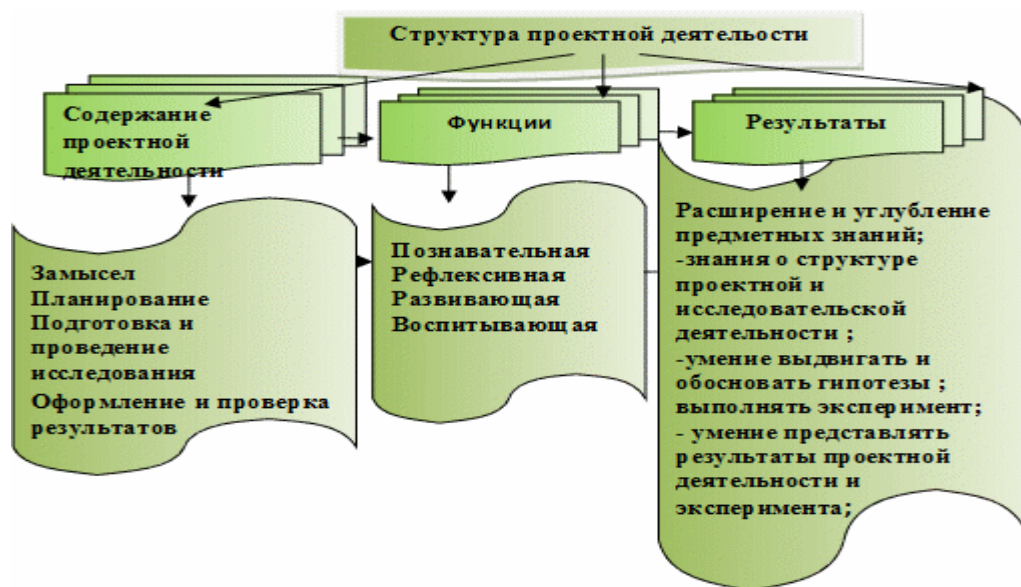 Структура проектной деятельости
Содержание
проектной
деятельности
Функции
Результаты
Замысел
Планирование
Подготовка и
проведение
исследования
Оформление и проверка
результатов
Познавательная
Рефлексивная
Развивающая
Воспитывающая
Расширение и углубление
предметных знаний;
-знания о структуре
проектной и
исследовательской
деятельности ;
-умение выдвигать и
обосновать гипотезы ;
выполнять эксперимент;
- умение представлять
результаты проектной
деятельности и
эксперимента;